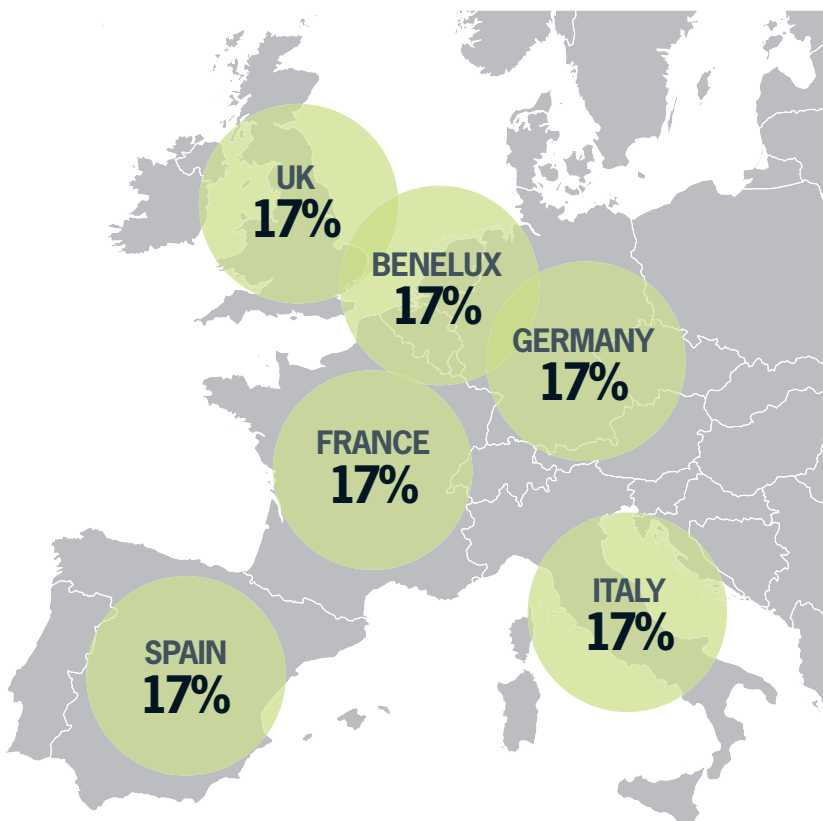 UK
17%
BENELUX
17%
GERMANY
17%
FRANCE
17%
ITALY
17%
SPAIN
17%